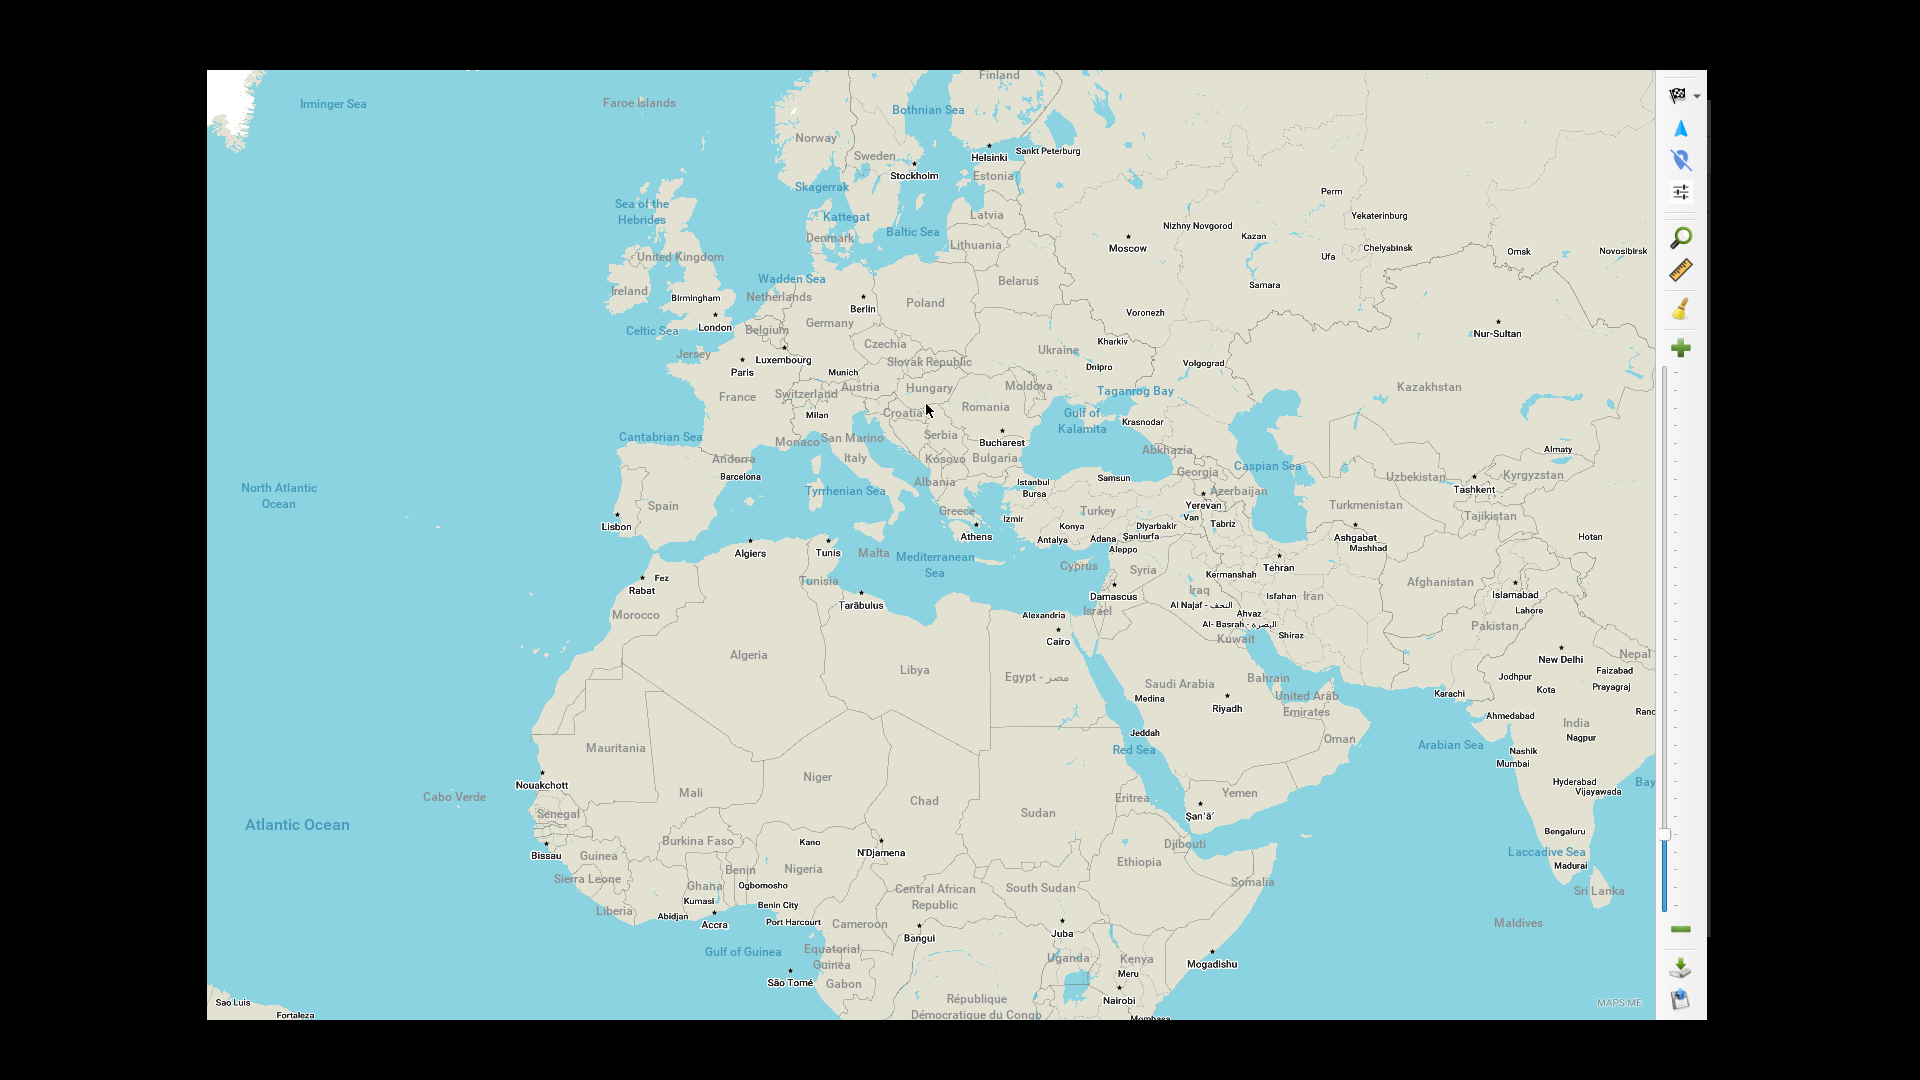 Finland
Irminger Sea
Faroe Islands
Bothnian Sea
Norway
Sweden
Helsinki
Sankt Peterburg
Stockholm
Estonia
Skagerrak
Perm
Sea of the
Hebrides
Kattegat
Latvia
Yekaterinburg
Nizhny Novgorod
Baltic Sea
Denmark
Lithuania
Moscow
Kazan
Chelyabinsk
Omsk
Novosibirsk
United Kingdom
Ufa
Wadden Sea
Belarus
Samara
Ireland
Birmingham
Netherlands
Berlin
Poland
Voronezh
London
Belgium
Germany
Celtic Sea
Nur-Sultan
Jersey
Czechia
Kharkiv
Ukraine
Paris
Luxembourg
Slovak Republic
Dnipro
Volgograd
Munich
Austria
Hungary
Moldova
Taganrog Bay
Kazakhstan
France
Switzerland
Milan
Croatia
Romania
Gulf of
Kalamita
Krasnodar
Cantabrian Sea
Monaco
San Marino
Serbia
Bucharest
Abkhazia
Almaty
Andorra
Italy
Kosovo
Bulgaria
Caspian Sea
Georgia
Barcelona
Albania
Istanbul
Samsun
Uzbekistan
Kyrgyzstan
North Atlantic
Ocean
Tyrrhenian Sea
Bursa
Azerbaijan
Tashkent
Spain
Greece
Turkey
Yerevan
Turkmenistan
Lisbon
Izmir
Van
Tajikistan
Konya
Diyarbakir
Tabriz
Athens
Antalya
Adana
Şanlıurfa
Ashgabat
Hotan
Algiers
Tunis
Malta
Mediterranean
Sea
Aleppo
Mashhad
Cyprus
Syria
Tehran
Fez
Rabat
Tunisia
Kermanshah
Afghanistan
Iraq
Isfahan
Iran
Islamabad
Morocco
Ţarābulus
Damascus
Israel
Al Najaf - النجف
Ahvaz
Lahore
Alexandria
Al- Basrah - البصرة
Shiraz
Pakistan
Cairo
Kuwait
Algeria
Libya
Egypt - مصر
Nepal
New Delhi
Saudi Arabia
Bahrain
Faizabad
Jodhpur
Medina
United Arab
Emirates
Karachi
Kota
Prayagraj
Riyadh
Ahmedabad
Ranc
Jeddah
India
Mauritania
Red Sea
Oman
Arabian Sea
Nagpur
Nashik
Mumbai
Niger
Nouakchott
Hyderabad
Bay
Vijayawada
Cabo Verde
Mali
Chad
Eritrea
Yemen
Senegal
Sudan
Şan'ā'
Atlantic Ocean
Burkina Faso
Kano
N'Djamena
Djibouti
Bengaluru
Bissau
Guinea
Ethiopia
Laccadive Sea
Madurai
Sierra Leone
Benin
Nigeria
Somalia
Ghana
Ogbomosho
Central African
Republic
South Sudan
Sri Lanka
Kumasi
Liberia
Abidjan
Accra
Benin City
Port Harcourt
Cameroon
Bangui
Juba
Maldives
Gulf of Guinea
Equatorial
Guinea
Uganda
Kenya
Mogadishu
São Tomé
Gabon
Meru
Sao Luis
République
Démocratique du Congo
Nairobi
MAPS.ME
Fortaleza
Mombasa